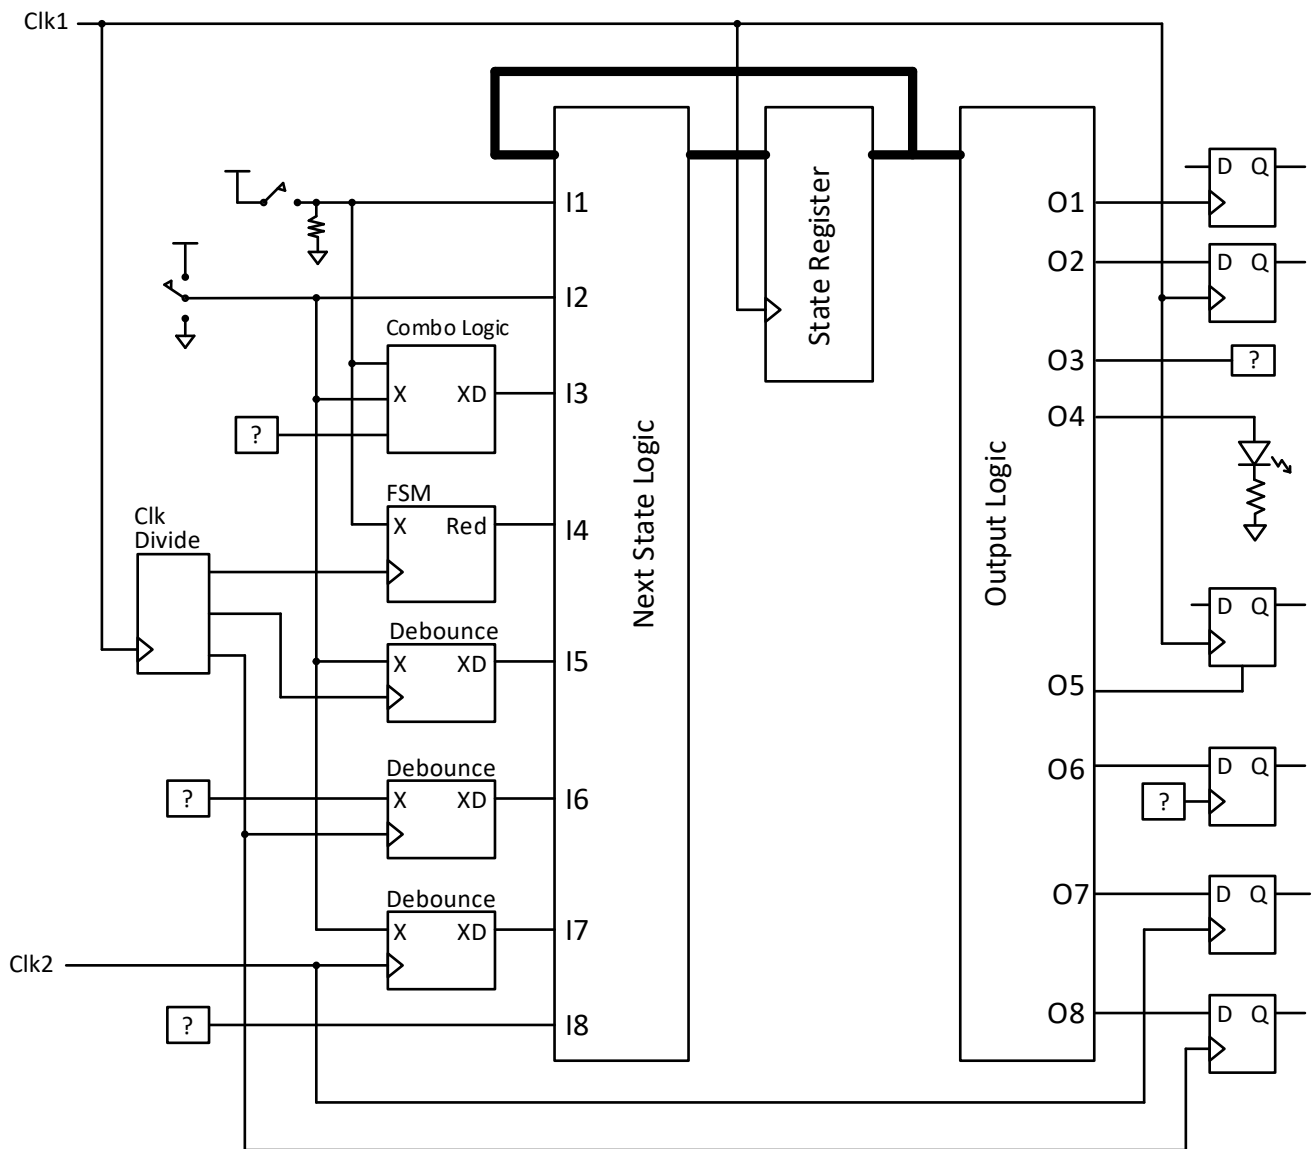 Clk1
D Q
I1
O1
State Register
O2
D Q
I2
Combo Logic
O3
?
X XD
I3
O4
?
Next State Logic
Output Logic
FSM
Clk
Divide
X Red
I4
D Q
Debounce
X XD
I5
O5
Debounce
O6
D Q
?
X XD
I6
?
Debounce
O7
D Q
X XD
I7
Clk2
?
I8
O8
D Q